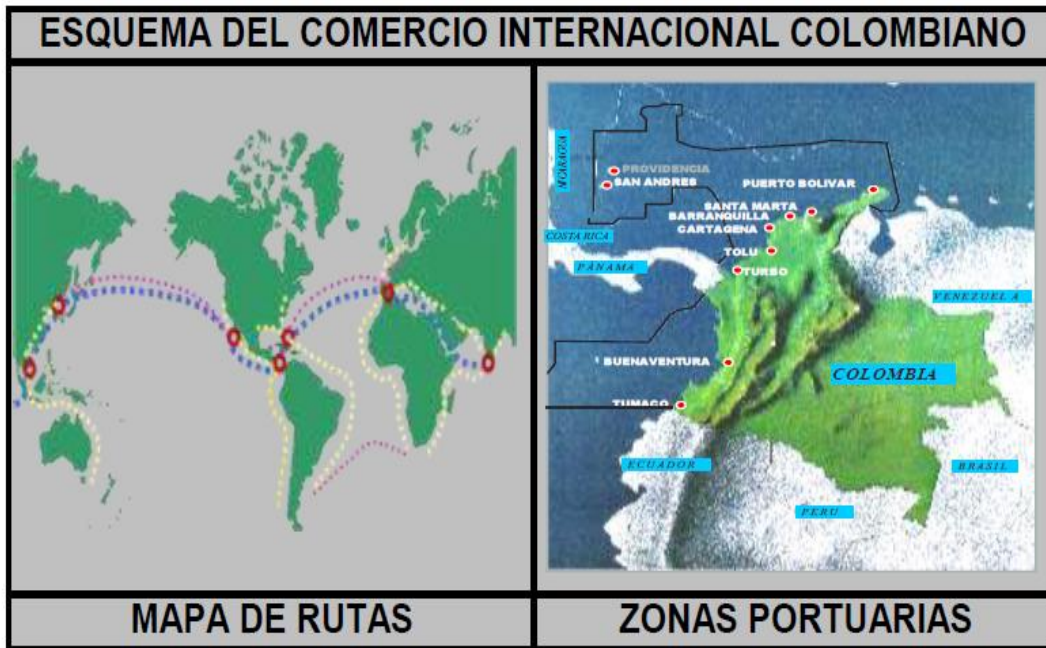 ESQUEMA DEL COMERCIO INTERNACIONAL COLOMBIANO
NICARAGUA
PROVIDENCIA
SAN ANDRES
PUERTO BOLIVAR
SANTA MARTA
BARRANQUILLA
CARTAGENA
COSTA RICA
TOLU
PANAMA
TURBO
VENEZUELA
BUENAVENTURA
COLOMBIA
TUMACO
ECUADOR
BRASIL
PERU
MAPA DE RUTAS
ZONAS PORTUARIAS